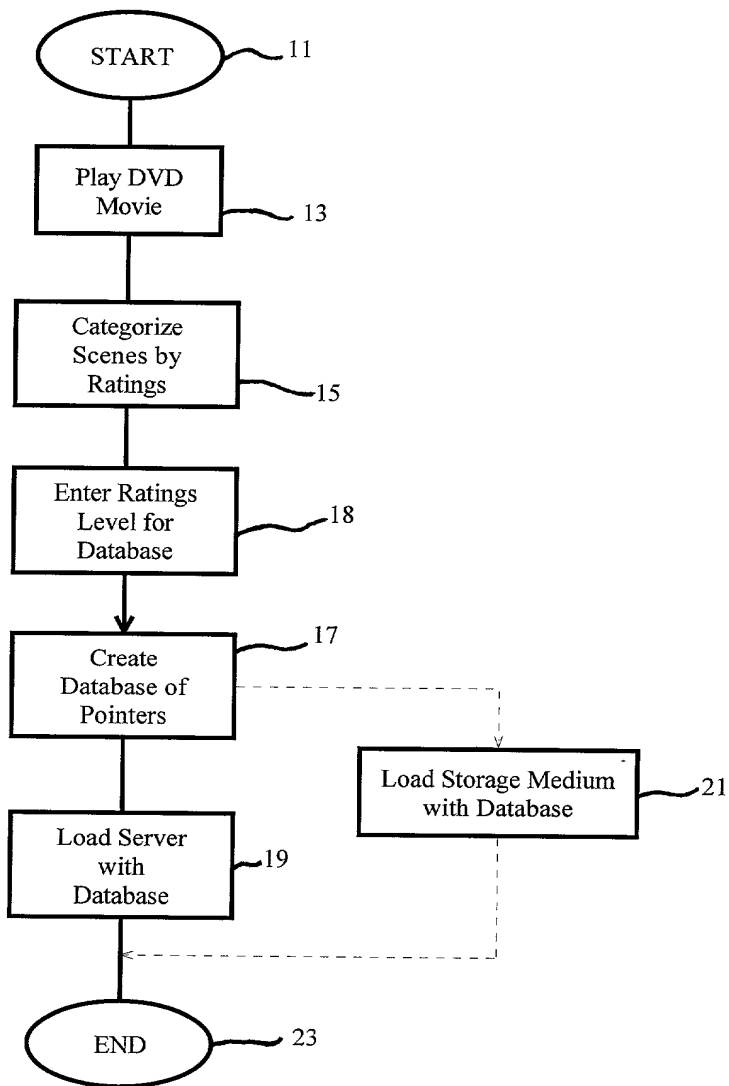 START
11
Play DVD
Movie
13
Categorize
Scenes by
Ratings
15
Enter Ratings
Level for
Database
18
Create
Database of
Pointers
17
Load Storage Medium
with Database
21
Load Server
with
Database
19
END
23